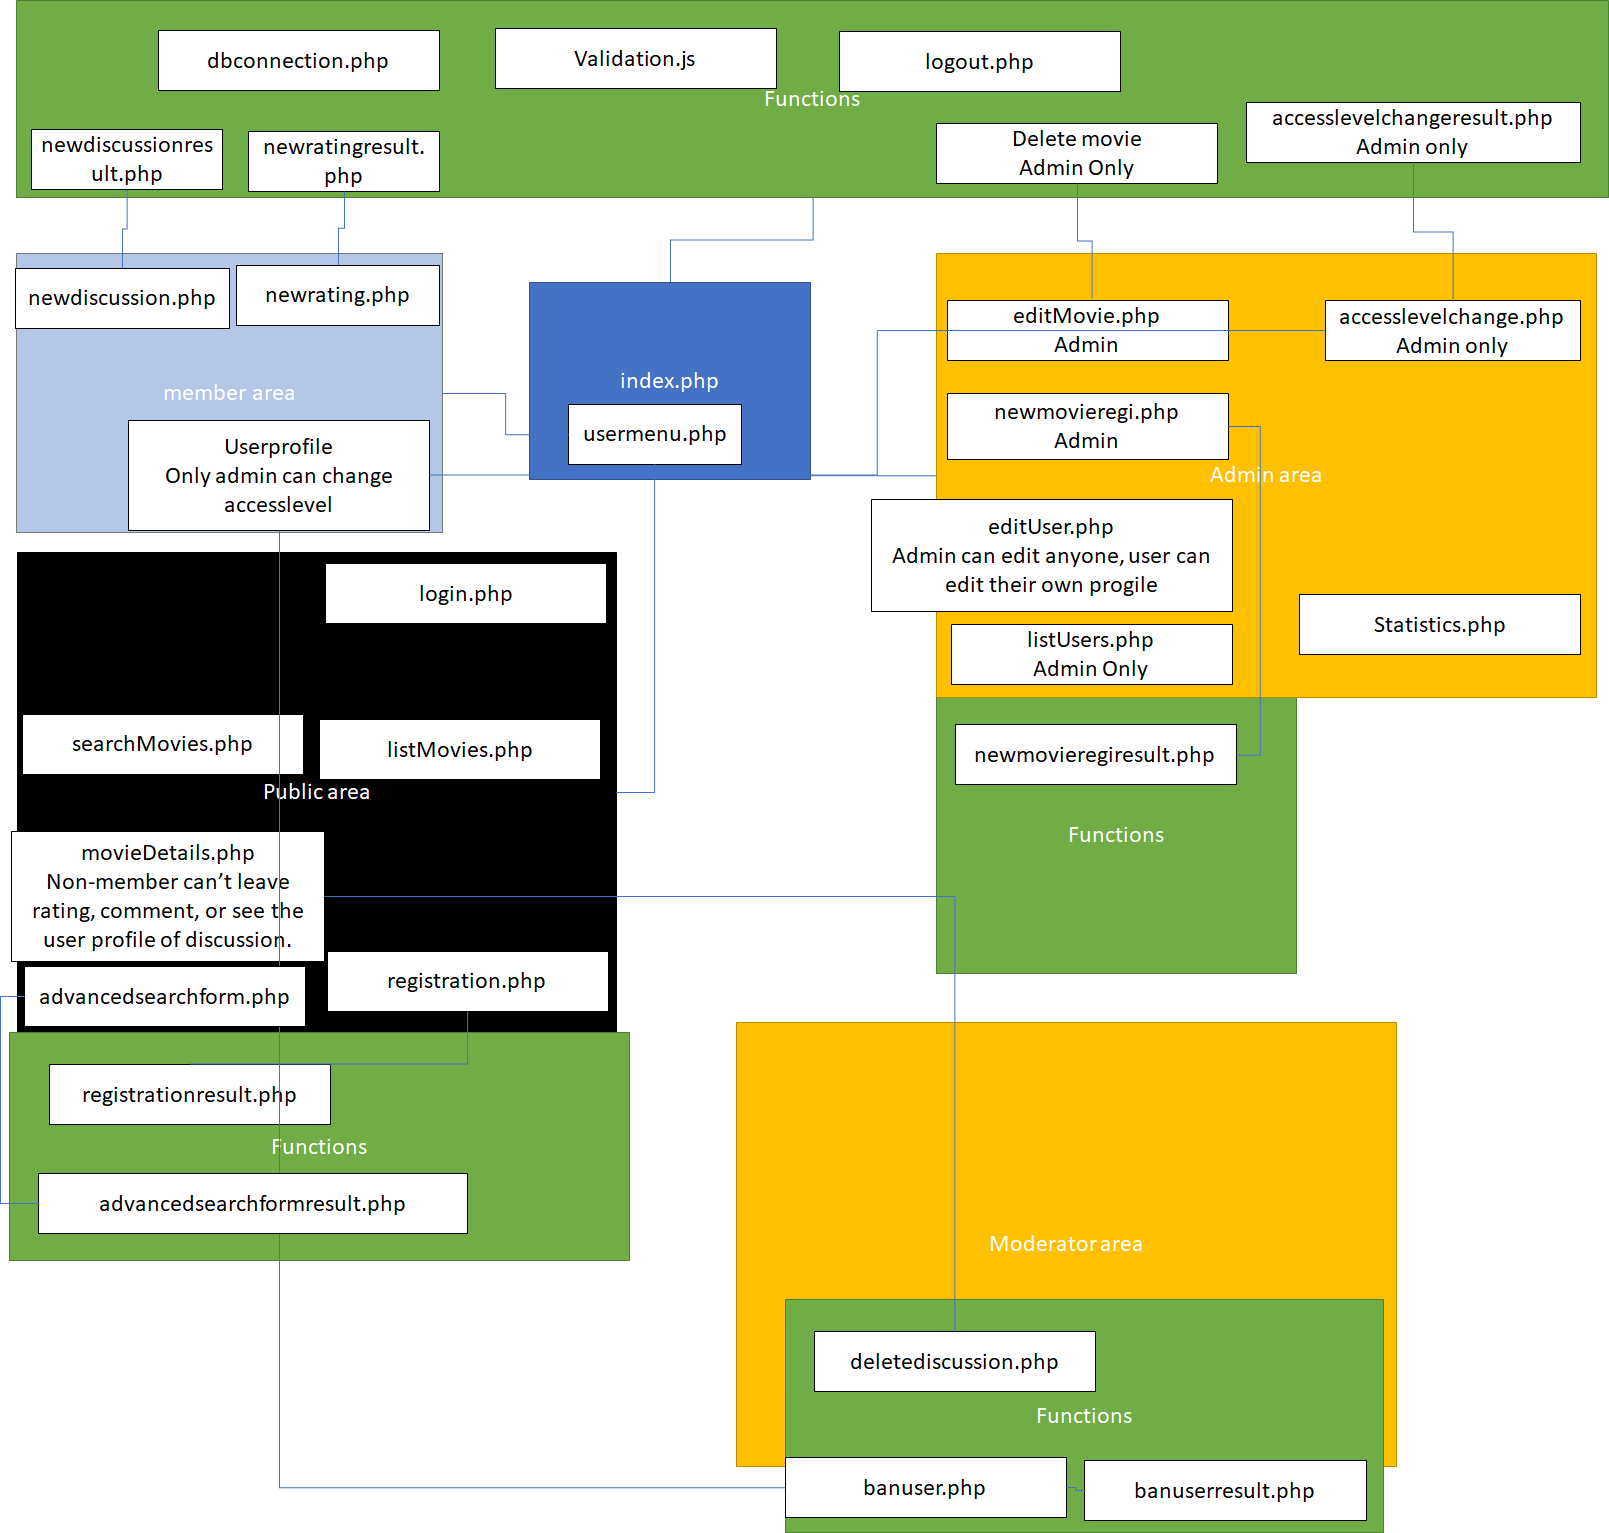 dbconnection.php
Validation.js
logout.php
Functions
newdiscussionres
ult.php
newratingresult.
php
Delete movie
Admin Only
accesslevelchangeresult.php
Admin only
newdiscussion.php
newrating.php
member area
Userprofile
Only admin can change
accesslevel
index.php
usermenu.php
editMovie.php
Admin
accesslevelchange.php
Admin only
newmovieregi.php
Admin
Admin area
editUser.php
Admin can edit anyone, user can
edit their own progile
listUsers.php
Admin Only
Statistics.php
newmovieregiresult.php
Functions
login.php
searchMovies.php
listMovies.php
Public area
movieDetails.php
Non-member can’t leave
rating, comment, or see the
user profile of discussion.
advancedsearchform.php
registration.php
registrationresult.php
Functions
advancedsearchformresult.php
Moderator area
deletediscussion.php
Functions
banuser.php
banuserresult.php